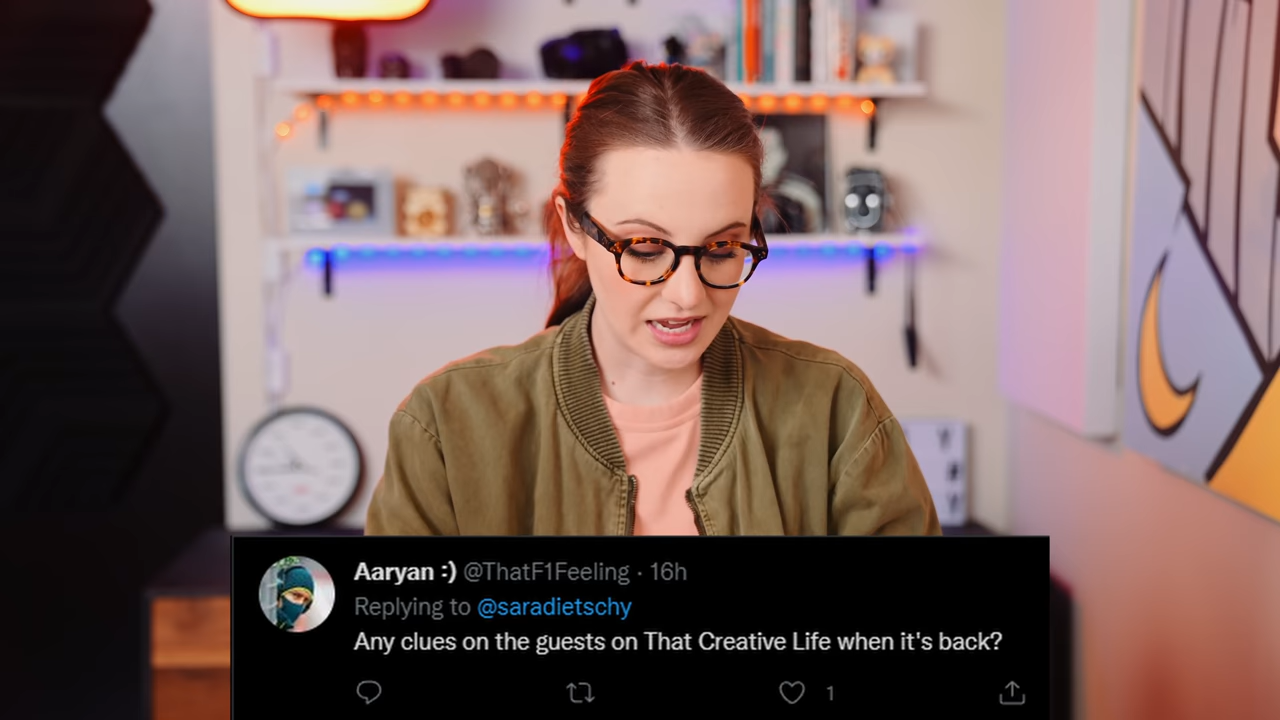 Aaryan :) @ThatF1Feeling · 16h
Replying to @saradietschy
Any clues on the guests on That Creative Life when it's back?
1